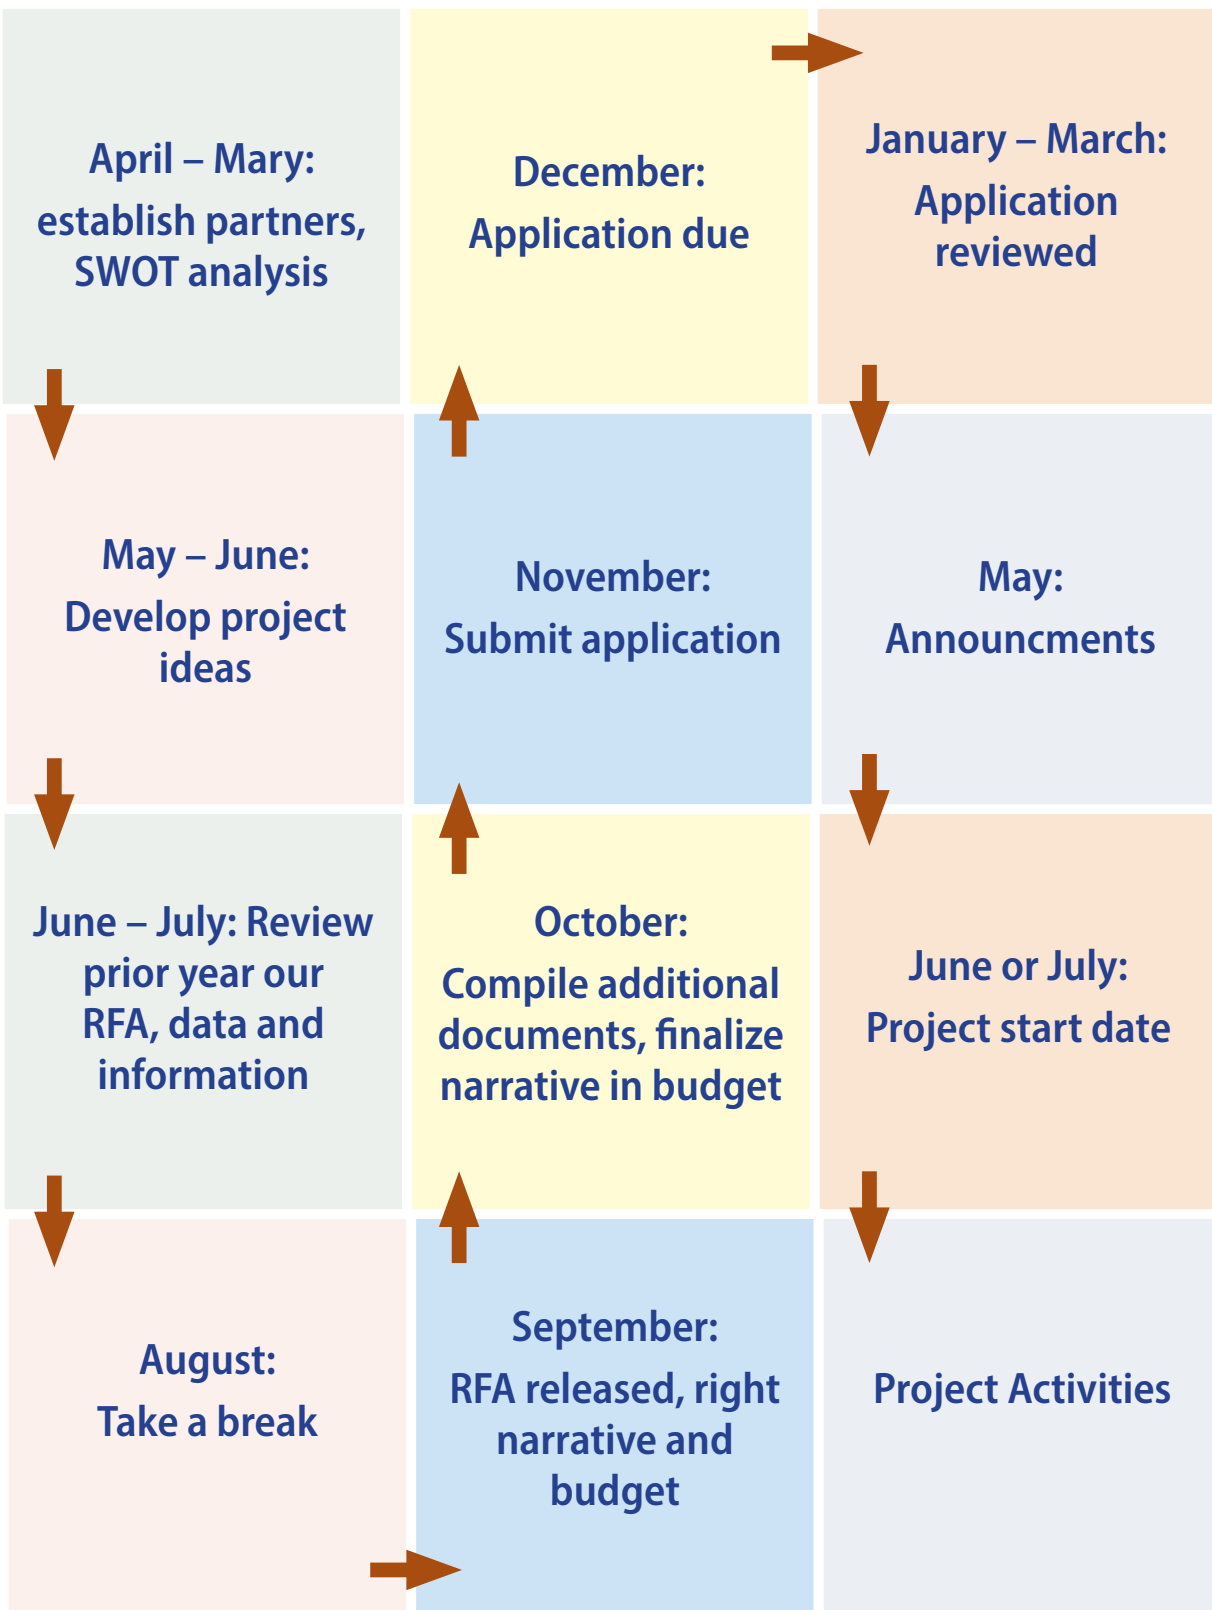 April – Mary:
establish partners,
SWOT analysis
May – June:
Develop project
ideas
June – July: Review
prior year our
RFA, data and
information
August:
Take a break
September:
RFA released, right
narrative and
budget
October:
Compile additional
documents, finalize
narrative in budget
November:
Submit application
December:
Application due
January – March:
Application
reviewed
May:
Announcments
June or July:
Project start date
Project Activities